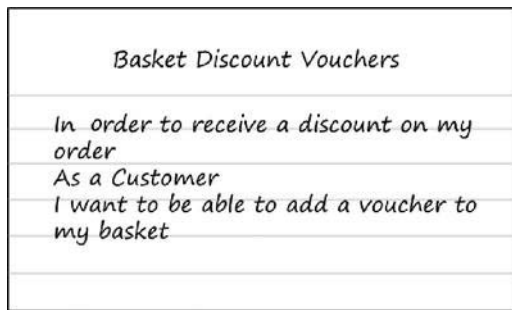 Basket Discount Vouchers
In order to receive a discount on my
order
As a Customer
I want to be able to add a voucher to
my basket